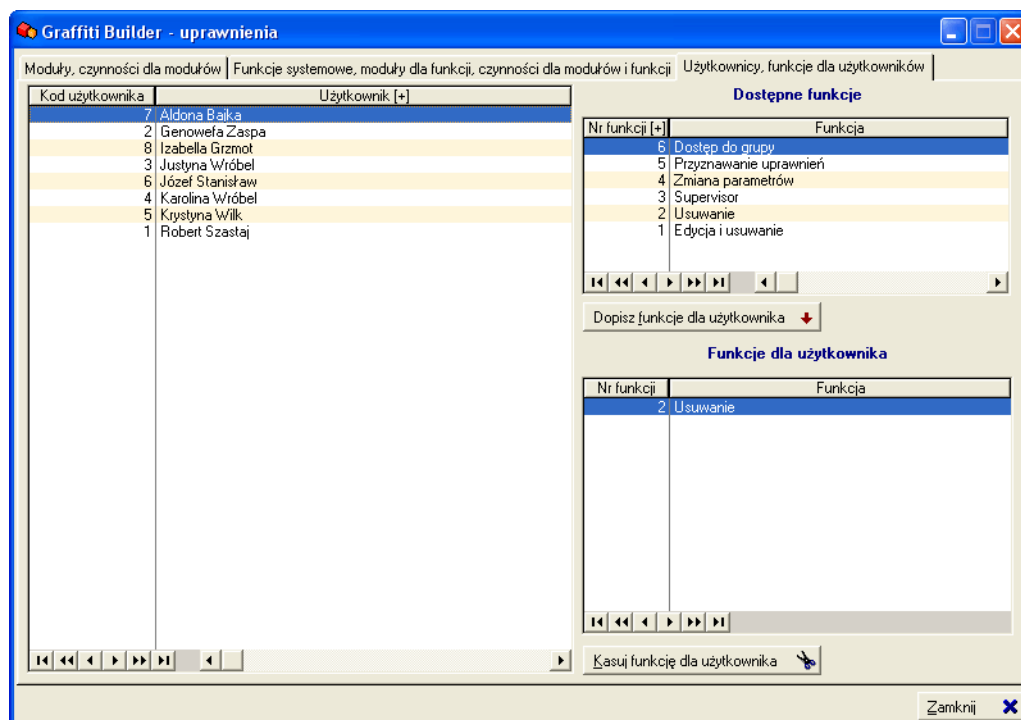 Graffiti Builder - uprawnienia
Moduły, czynności dla modułów Funkcje systemowe, moduły dla funkcji, czynności dla modułów i funkcji Użytkownicy, funkcje dla użytkowników
Kod użytkownika Użytkownik [+]
7 Aldona Bajka
2 Genowefa Zaspa
8 Izabella Grzmot
3 Justyna Wróbel
6 Józef Stanisław
4 Karolina Wróbel
5 Krystyna Wilk
1 Robert Szastaj
Dostępne funkcje
Nr funkcji [+] Funkcja
6 Dostęp do grupy
5 Przyznawanie uprawnień
4 Zmiana parametrów
3 Supervisor
2 Usuwanie
1 Edycja i usuwanie
Dopisz funkcje dla użytkownika
Funkcje dla użytkownika
Nr funkcji Funkcja
2 Usuwanie
Kasuj funkcję dla użytkownika
Zamknij